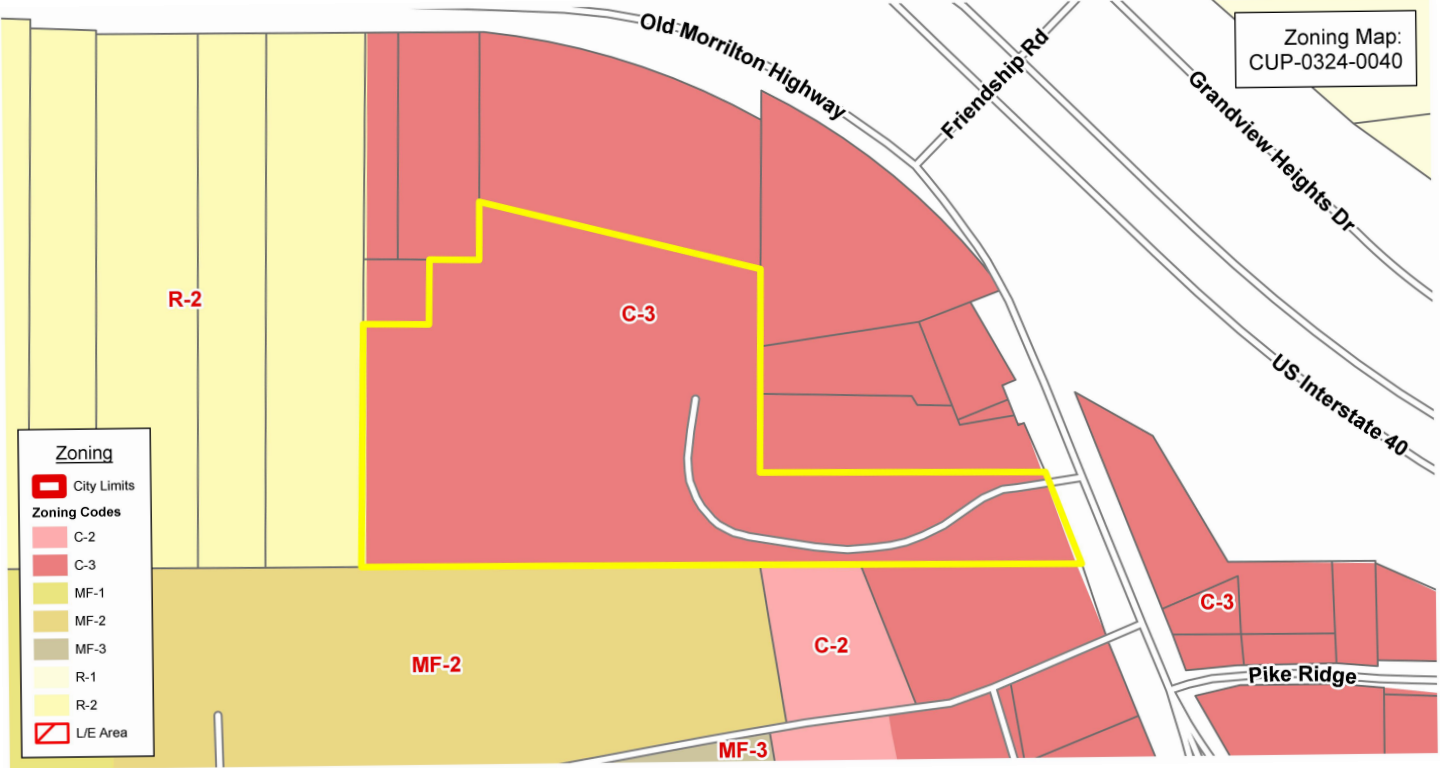 Old Morrilton Highway
Friendship Rd
Zoning Map:
CUP-0324-0040
Grandview Heights Dr
R-2
C-3
US Interstate 40
Zoning
City Limits
Zoning Codes
C-2
C-3
MF-1
MF-2
MF-3
R-1
R-2
L/E Area
C-3
C-2
MF-2
Pike Ridge
MF-3